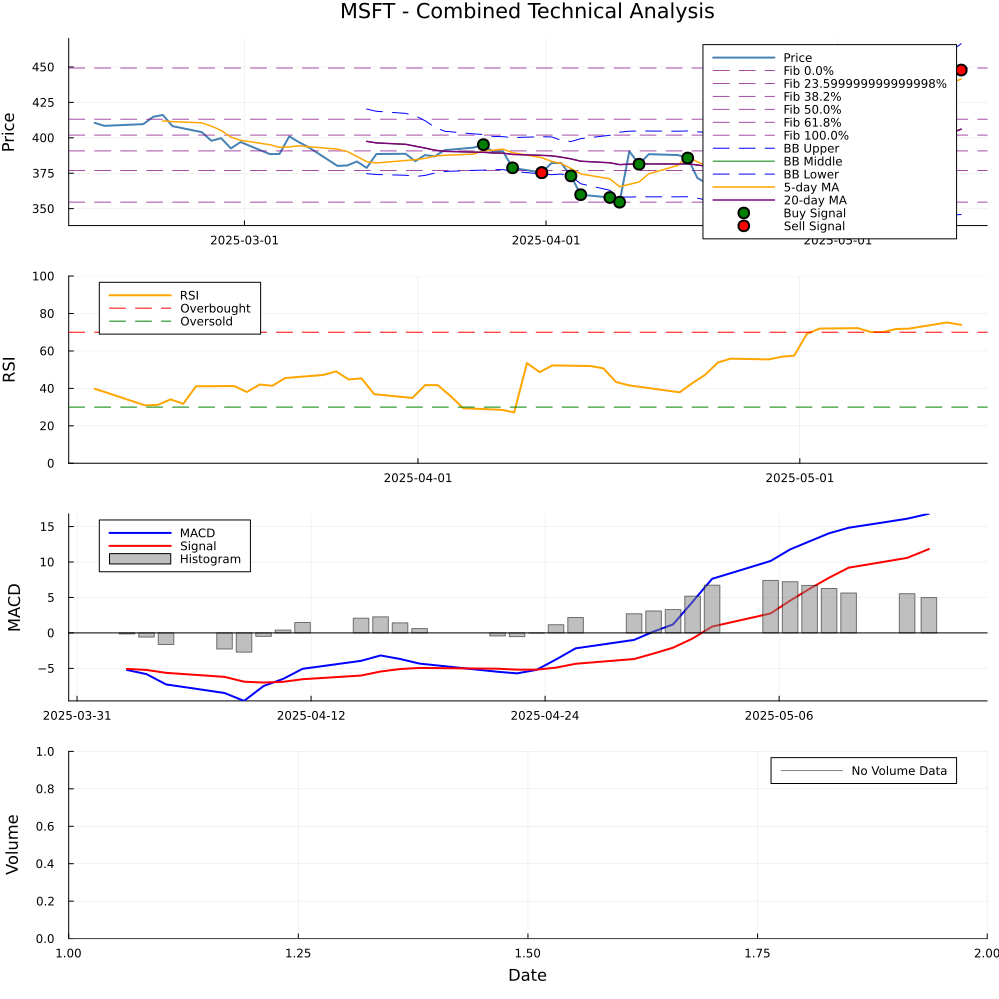 MSFT - Combined Technical Analysis
Price
450
425
400
375
350
2025-03-01
2025-04-01
2025-05-01
Price
Fib 0.0%
Fib 23.599999999999998%
Fib 38.2%
Fib 50.0%
Fib 61.8%
Fib 100.0%
BB Upper
BB Middle
BB Lower
5-day MA
20-day MA
Buy Signal
Sell Signal
RSI
100
80
60
40
20
0
2025-04-01
2025-05-01
RSI
Overbought
Oversold
MACD
15
10
5
0
−5
2025-03-31
2025-04-12
2025-04-24
2025-05-06
MACD
Signal
Histogram
Volume
1.0
0.8
0.6
0.4
0.2
0.0
1.00
1.25
1.50
1.75
2.00
No Volume Data
Date